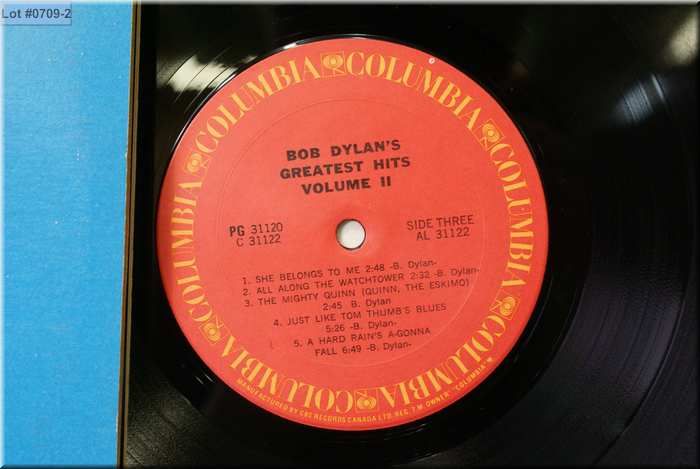 Lot #0709-2
COLUMBIA COLUMBIA COLUMBIA COLUMBIA COLUMBIA COLUMBIA
BOB DYLAN'S
GREATEST HITS
VOLUME II
PG 31120
C 31122
SIDE THREE
AL 31122
1. SHE BELONGS TO ME 2:48 -B. Dylan-
2. ALL ALONG THE WATCHTOWER 2:32 -B. Dylan-
3. THE MIGHTY QUINN (QUINN, THE ESKIMO)
2:45 B. Dylan
4. JUST LIKE TOM THUMB'S BLUES
5:26 -B. Dylan-
5. A HARD RAIN'S A-GONNA
FALL 6:49 -B. Dylan-
MANUFACTURED BY CBS RECORDS CANADA LTD. REG. T.M. OWNER "COLUMBIA"